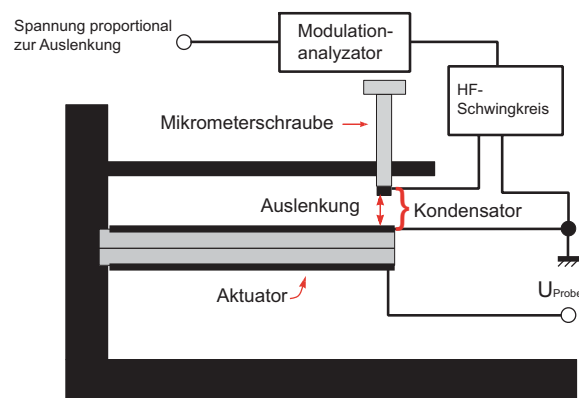 Spannung proportional
zur Auslenkung
Modulation-
analyzator
HF-
Schwingkreis
Mikrometerschraube
Auslenkung
Kondensator
Aktuator
UProbe